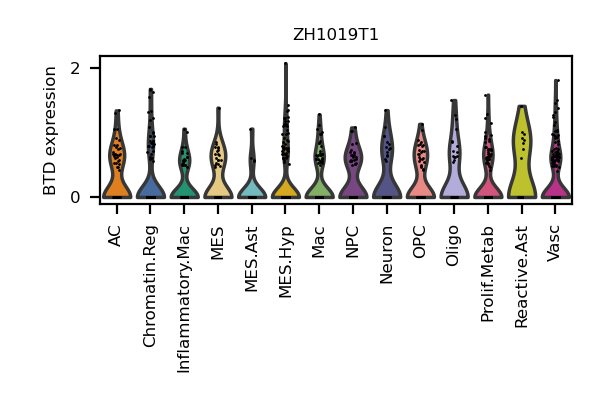 ZH1019T1
BTD expression
2
0
AC
Chromatin.Reg
Inflammatory.Mac
MES
MES.Ast
MES.Hyp
Mac
NPC
Neuron
OPC
Oligo
Prolif.Metab
Reactive.Ast
Vasc